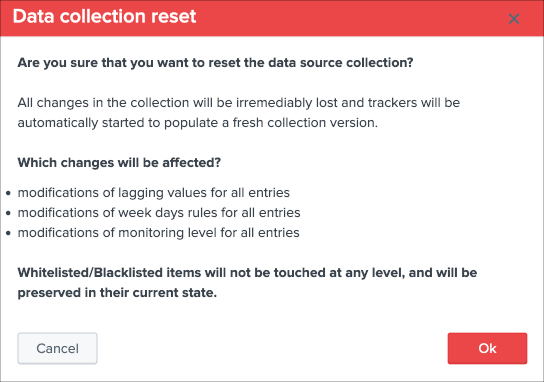 Data collection reset
Are you sure that you want to reset the data source collection?
All changes in the collection will be irremediably lost and trackers will be
automatically started to populate a fresh collection version.
Which changes will be affected?
• modifications of lagging values for all entries
• modifications of week days rules for all entries
• modifications of monitoring level for all entries
Whitelisted/Blacklisted items will not be touched at any level, and will be
preserved in their current state.
Cancel
Ok